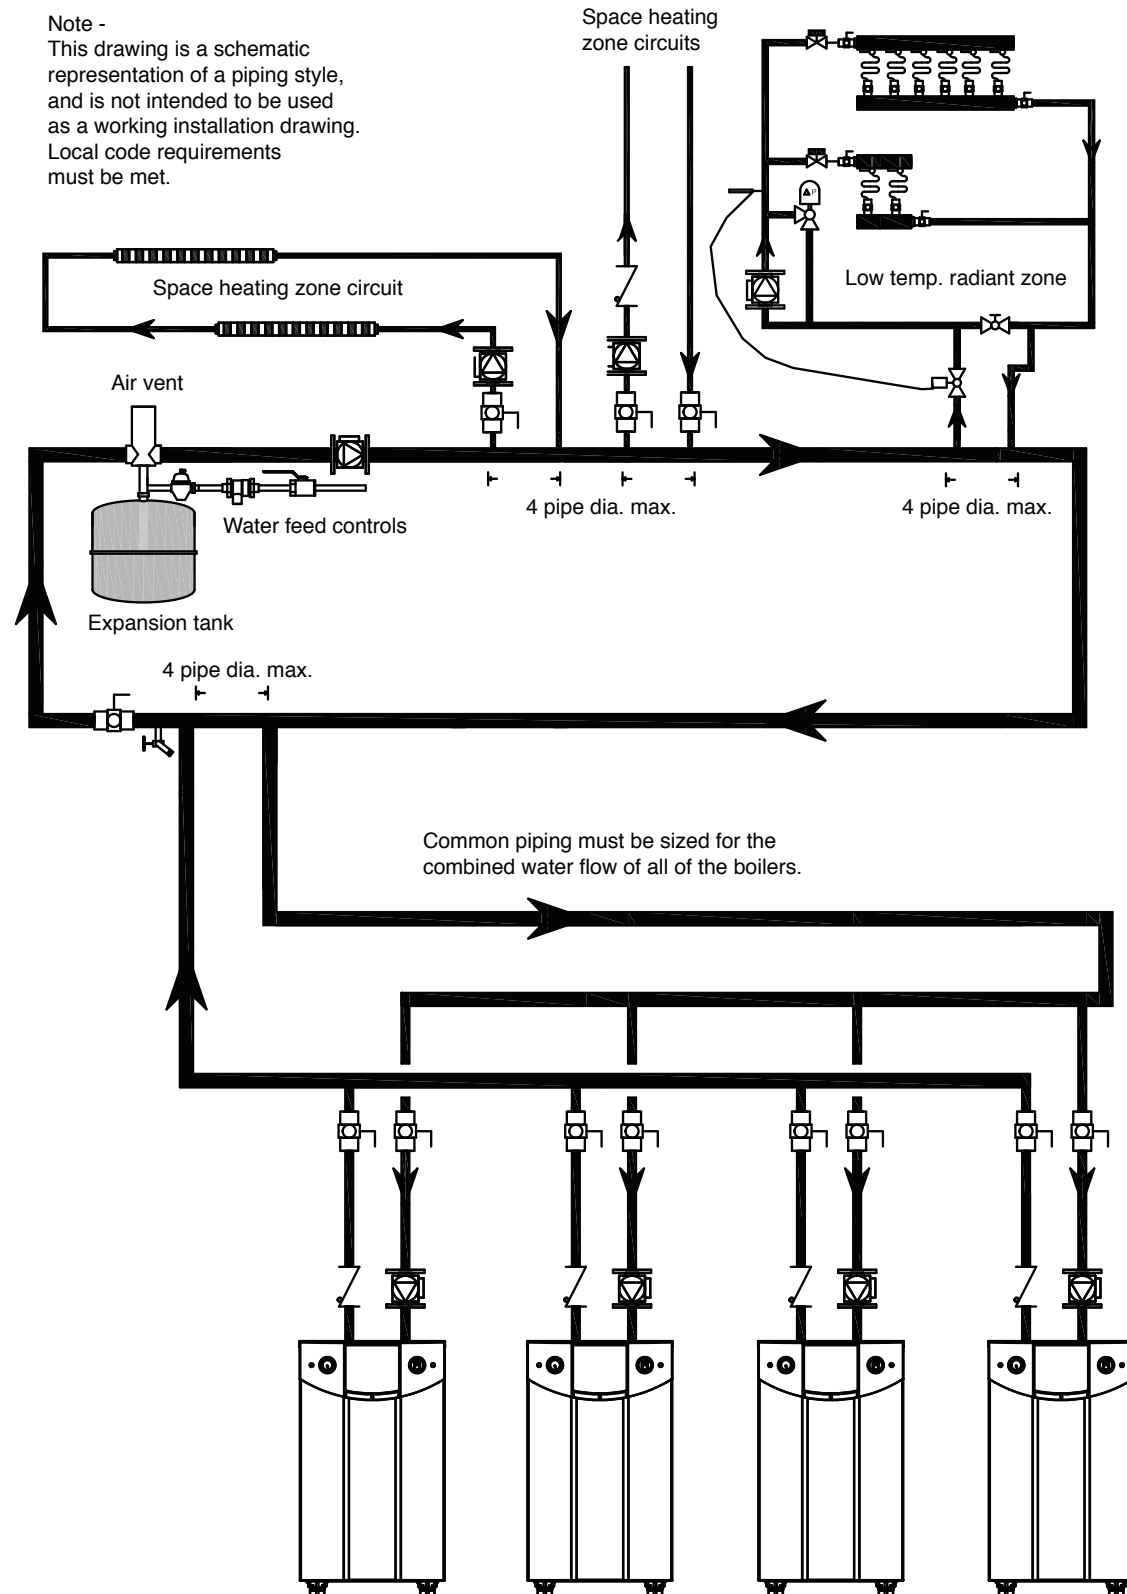 Note -
This drawing is a schematic
representation of a piping style,
and is not intended to be used
as a working installation drawing.
Local code requirements
must be met.
Space heating
zone circuits
P
Space heating zone circuit
Low temp. radiant zone
Air vent
4 pipe dia. max.
4 pipe dia. max.
Water feed controls
Expansion tank
4 pipe dia. max.
Common piping must be sized for the
combined water flow of all of the boilers.